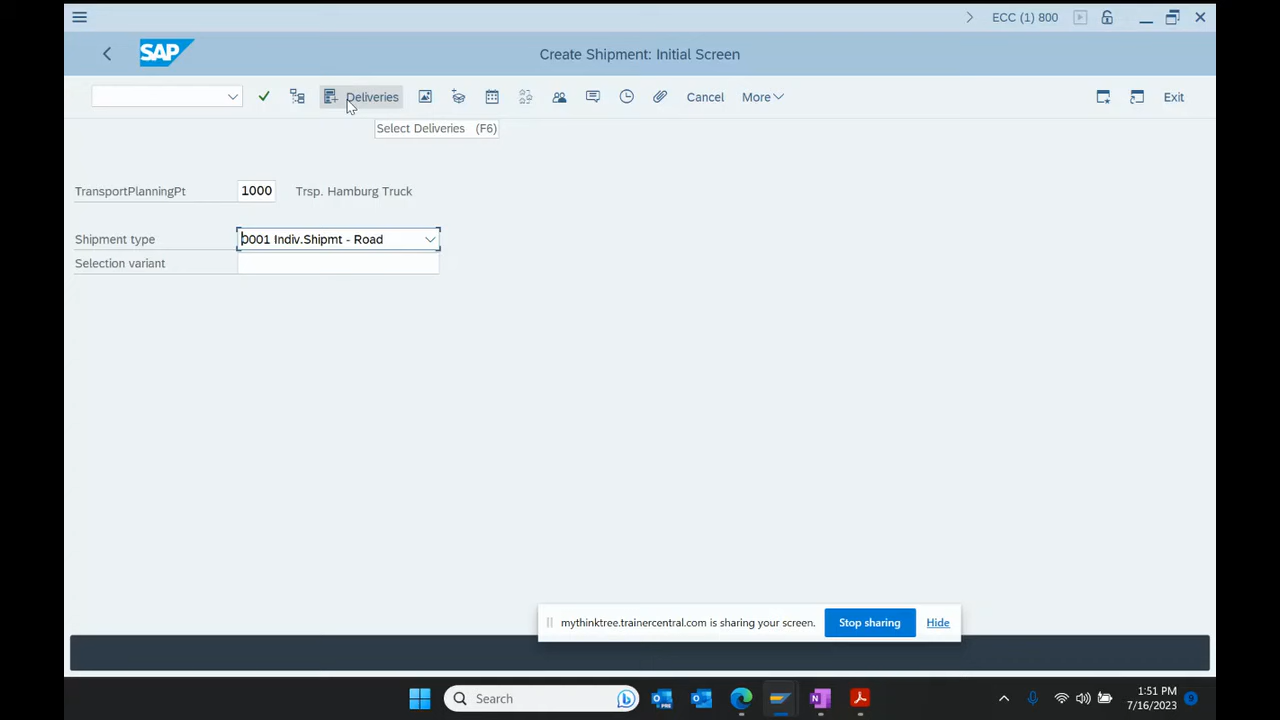 ECC (1) 800
SAP
Create Shipment: Initial Screen
Deliveries
Cancel
More
Exit
Select Deliveries (F6)
TransportPlanningPt 1000 Trsp. Hamburg Truck
Shipment type 0001 Indiv.Shipmt - Road
Selection variant
mythinktree.trainercentral.com is sharing your screen. Stop sharing Hide
Search
PRE
1:51 PM
7/16/2023